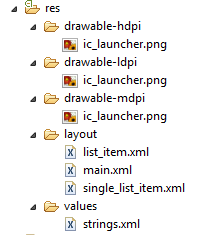 res
drawable-hdpi
ic_launcher.png
drawable-ldpi
ic_launcher.png
drawable-mdpi
ic_launcher.png
layout
list_item.xml
main.xml
single_list_item.xml
values
strings.xml